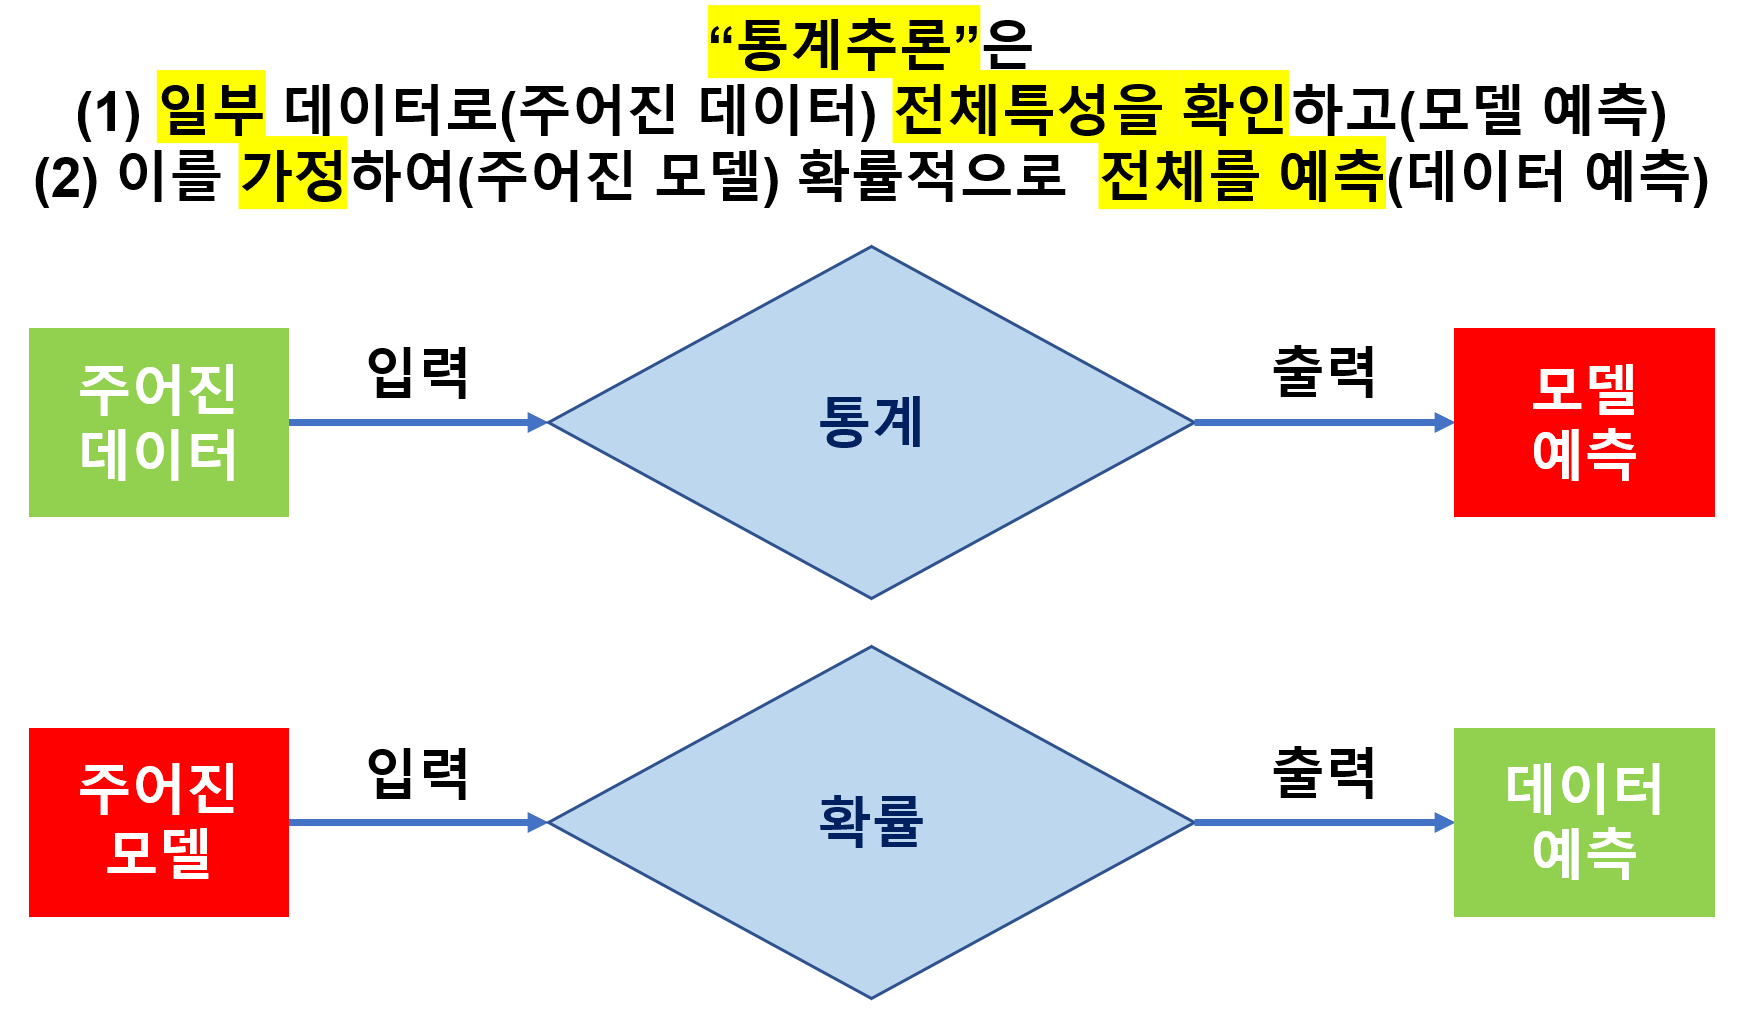 “통계추론”은
(1) 일부 데이터로(주어진 데이터) 전체특성을 확인하고(모델 예측)
(2) 이를 가정하여(주어진 모델) 확률적으로 전체를 예측(데이터 예측)
주어진
데이터
입력
통계
출력
모델
예측
주어진
모델
입력
확률
출력
데이터
예측